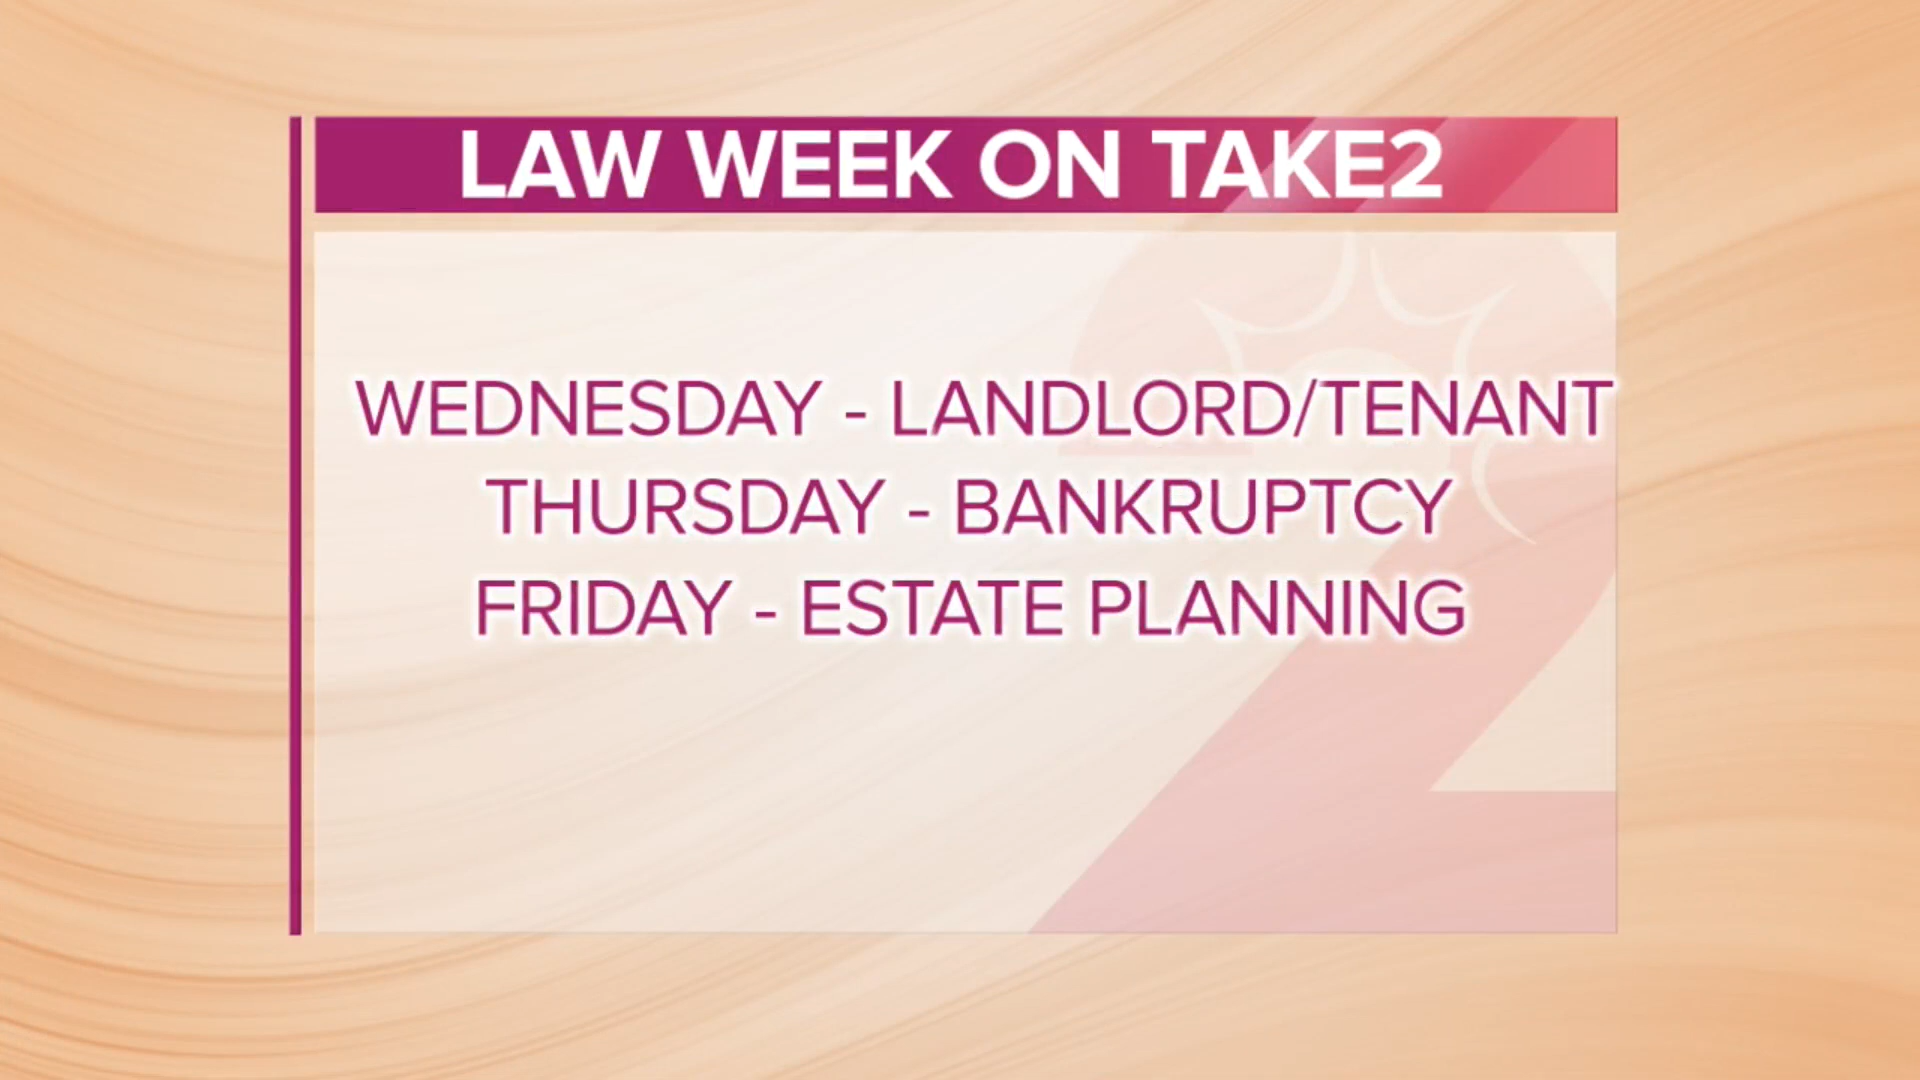 LAW WEEK ON TAKE2
WEDNESDAY - LANDLORD/TENANT
THURSDAY - BANKRUPTCY
FRIDAY - ESTATE PLANNING